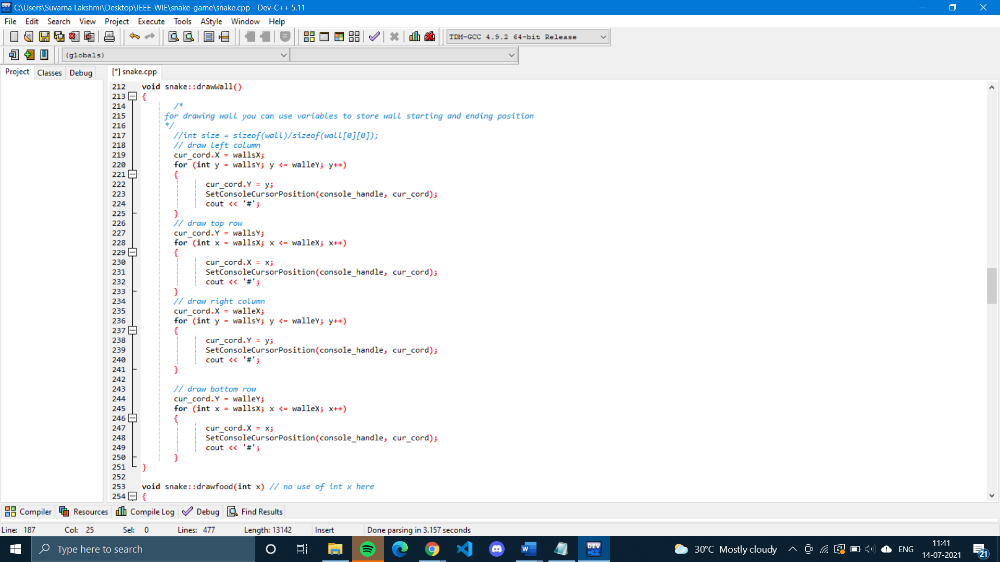 C:\Users\Suvarna Lakshmi\Desktop\IEEE-WIE\snake-game\snake.cpp - Dev-C++ 5.11
File Edit Search View Project Execute Tools AStyle Window Help
TDM-GCC 4.9.2 64-bit Release
(globals)
Project Classes Debug [*] snake.cpp
212 void snake::drawWall()
213 {
214 /*
215 for drawing wall you can use variables to store wall starting and ending position
216 */
217 //int size = sizeof(wall)/sizeof(wall[0][0]);
218 // draw left column
219 cur_cord.X = wallsX;
220 for (int y = wallsY; y <= walleY; y++)
221 {
222 cur_cord.Y = y;
223 SetConsoleCursorPosition(console_handle, cur_cord);
224 cout << '#';
225 }
226 // draw top row
227 cur_cord.Y = wallsY;
228 for (int x = wallsX; x <= walleX; x++)
229 {
230 cur_cord.X = x;
231 SetConsoleCursorPosition(console_handle, cur_cord);
232 cout << '#';
233 }
234 // draw right column
235 cur_cord.X = walleX;
236 for (int y = wallsY; y <= walleY; y++)
237 {
238 cur_cord.Y = y;
239 SetConsoleCursorPosition(console_handle, cur_cord);
240 cout << '#';
241 }
242
243 // draw bottom row
244 cur_cord.Y = walleY;
245 for (int x = wallsX; x <= walleX; x++)
246 {
247 cur_cord.X = x;
248 SetConsoleCursorPosition(console_handle, cur_cord);
249 cout << '#';
250 }
251 }
252
253 void snake::drawfood(int x) // no use of int x here
254 {
Compiler Resources Compile Log Debug Find Results
Line: 187 Col: 25 Sel: 0 Lines: 477 Length: 13142 Insert Done parsing in 3.157 seconds
Type here to search
DEV C++
30°C Mostly cloudy
ENG
11:41
14-07-2021
21